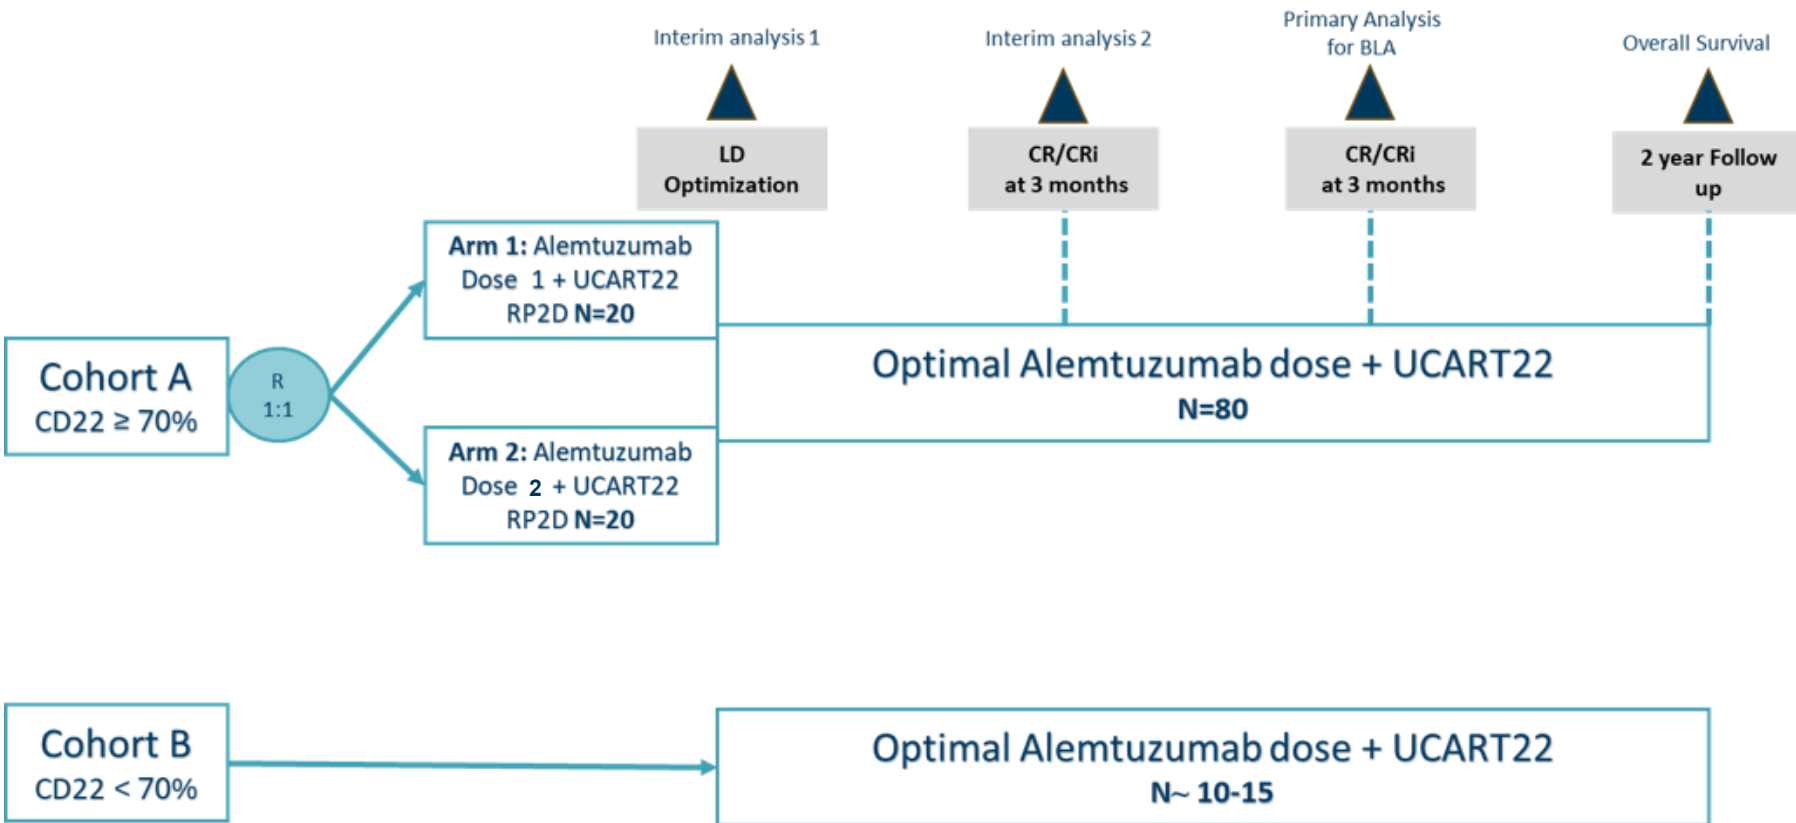 Interim analysis 1
Interim analysis 2
Primary Analysis
for BLA
Overall Survival
LD
Optimization
CR/CRi
at 3 months
CR/CRi
at 3 months
2 year Follow
up
Arm 1: Alemtuzumab
Dose 1 + UCART22
RP2D N=20
Cohort A
CD22 ≥ 70%
R
1:1
Optimal Alemtuzumab dose + UCART22
N=80
Arm 2: Alemtuzumab
Dose 2 + UCART22
RP2D N=20
Cohort B
CD22 < 70%
Optimal Alemtuzumab dose + UCART22
N~ 10-15